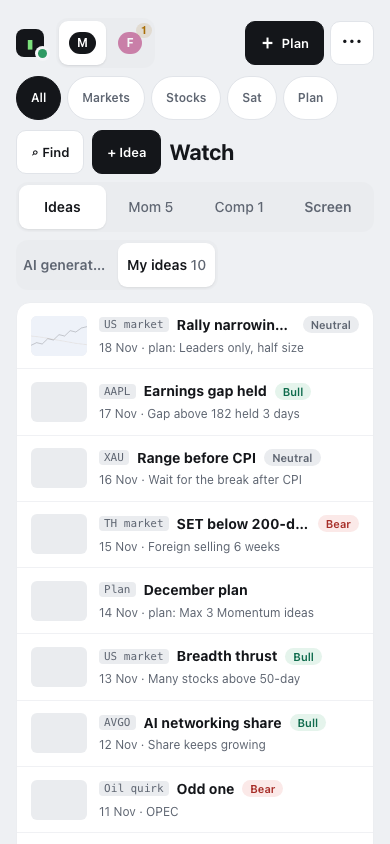 M F 1 + Plan ...
All Markets Stocks Sat Plan
Find + Idea Watch
Ideas Mom 5 Comp 1 Screen
AI generat... My ideas 10
US market Rally narrowin... Neutral
18 Nov · plan: Leaders only, half size
AAPL Earnings gap held Bull
17 Nov · Gap above 182 held 3 days
XAU Range before CPI Neutral
16 Nov · Wait for the break after CPI
TH market SET below 200-d... Bear
15 Nov · Foreign selling 6 weeks
Plan December plan
14 Nov · plan: Max 3 Momentum ideas
US market Breadth thrust Bull
13 Nov · Many stocks above 50-day
AVGO AI networking share Bull
12 Nov · Share keeps growing
Oil quirk Odd one Bear
11 Nov · OPEC